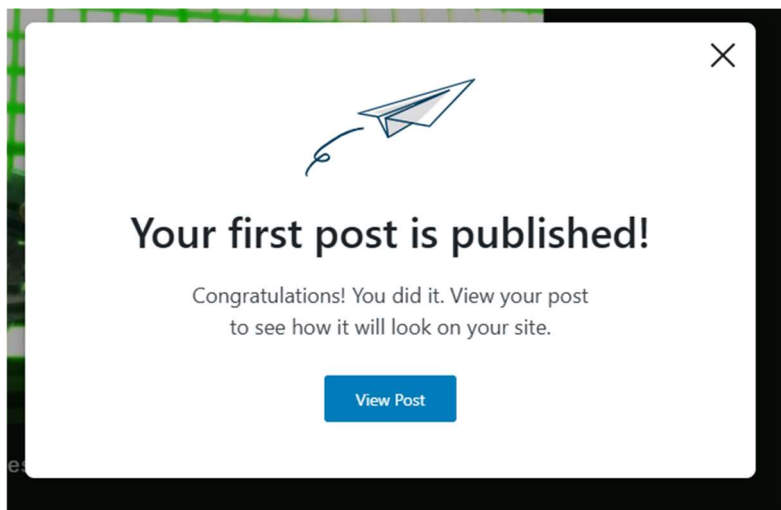 Your first post is published!
Congratulations! You did it. View your post
to see how it will look on your site.
View Post
es